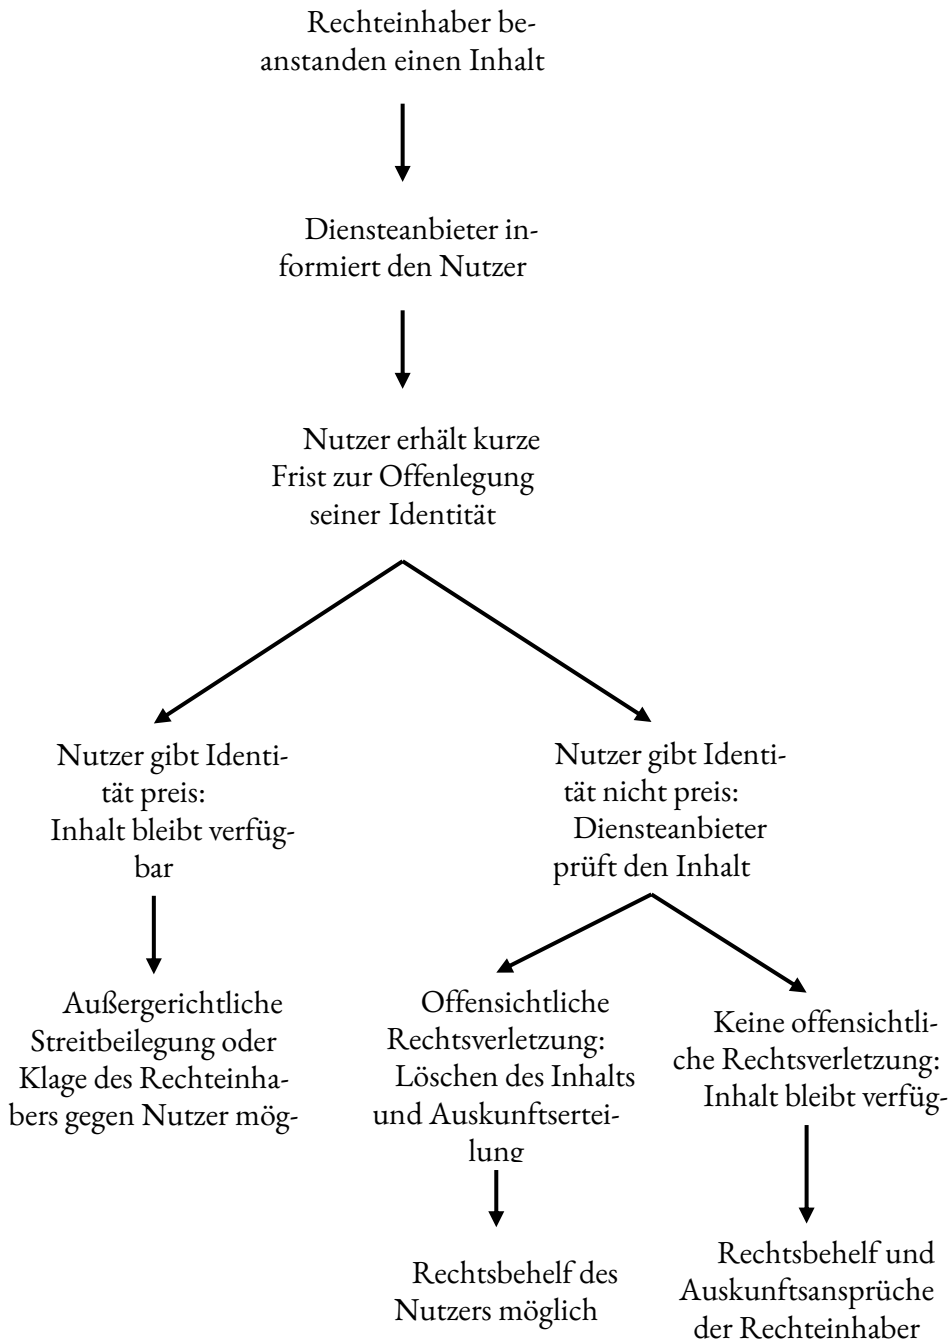 Rechteinhaber be-
anstanden einen Inhalt
Diensteanbieter in-
formiert den Nutzer
Nutzer erhält kurze
Frist zur Offenlegung
seiner Identität
Nutzer gibt Identi-
tät preis:
Inhalt bleibt verfüg-
bar
Nutzer gibt Identi-
tät nicht preis:
Diensteanbieter
prüft den Inhalt
Außergerichtliche
Streitbeilegung oder
Klage des Rechteinha-
bers gegen Nutzer mög-
Offensichtliche
Rechtsverletzung:
Löschen des Inhalts
und Auskunftsertei-
lung
Keine offensichtli-
che Rechtsverletzung:
Inhalt bleibt verfüg-
Rechtsbehelf des
Nutzers möglich
Rechtsbehelf und
Auskunftsansprüche
der Rechteinhaber